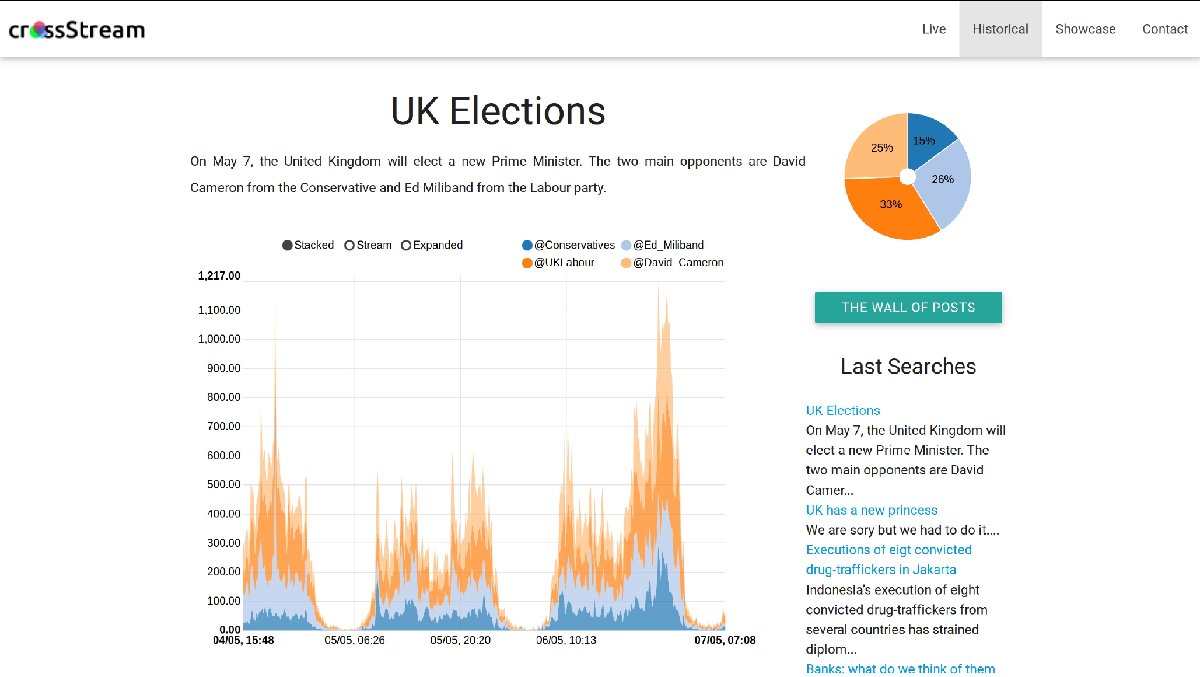 crossStream
Live Historical Showcase Contact
UK Elections
On May 7, the United Kingdom will elect a new Prime Minister. The two main opponents are David
Cameron from the Conservative and Ed Miliband from the Labour party.
Stacked Stream Expanded
@Conservatives @Ed_Miliband
@UKLabour @David_Cameron
1,217.00
1,100.00
1,000.00
900.00
800.00
700.00
600.00
500.00
400.00
300.00
200.00
100.00
0.00
04/05, 15:48 05/05, 06:26 05/05, 20:20 06/05, 10:13 07/05, 07:08
15%
25%
26%
33%
THE WALL OF POSTS
Last Searches
UK Elections
On May 7, the United Kingdom will
elect a new Prime Minister. The
two main opponents are David
Camer...
UK has a new princess
We are sory but we had to do it....
Executions of eigt convicted
drug-traffickers in Jakarta
Indonesia's execution of eight
convicted drug-traffickers from
several countries has strained
diplom...
Banks: what do we think of them